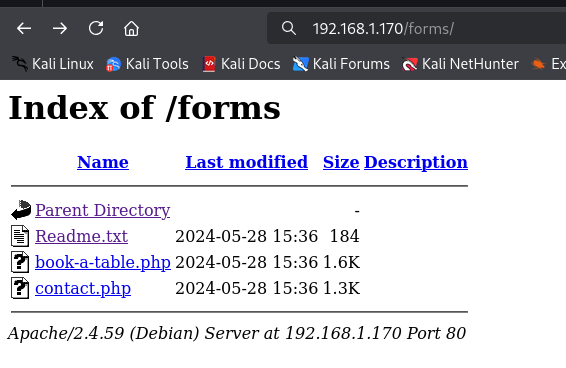 192.168.1.170/forms/
Kali Linux Kali Tools Kali Docs Kali Forums Kali NetHunter Ex
Index of /forms
Name Last modified Size Description
Parent Directory -
Readme.txt 2024-05-28 15:36 184
book-a-table.php 2024-05-28 15:36 1.6K
contact.php 2024-05-28 15:36 1.3K
Apache/2.4.59 (Debian) Server at 192.168.1.170 Port 80